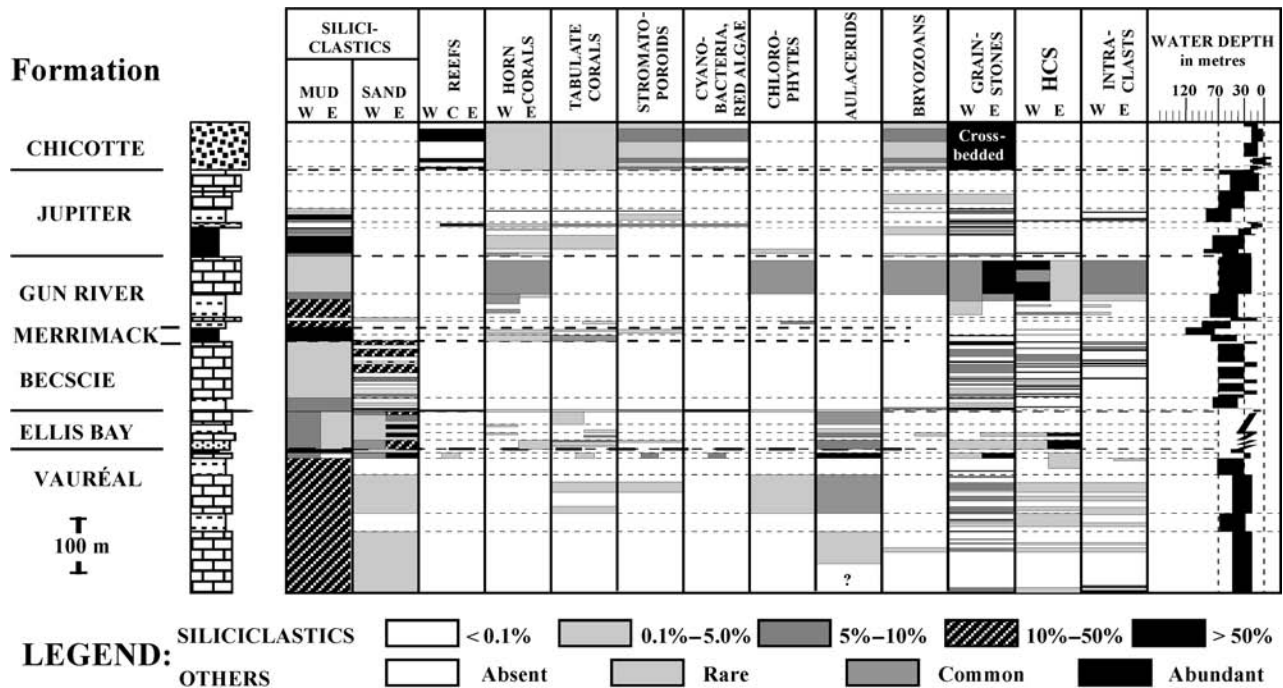 Formation
SILICI-
CLASTICS
MUD
W E
SAND
W E
REEFS
W C E
HORN
CORALS
W E
TABULATE
CORALS
STROMATO-
POROIDS
CYANO-
BACTERIA,
RED ALGAE
CHLORO-
PHYTES
AULACERIDS
BRYOZOANS
GRAIN-
STONES
W E
HCS
W E
INTRA-
CLASTS
W E
WATER DEPTH
in metres
120 70 30 0
CHICOTTE
Cross-
bedded
JUPITER
GUN RIVER
MERRIMACK
BECSCIE
ELLIS BAY
VAURÉAL
100 m
?
LEGEND:
SILICICLASTICS < 0.1% 0.1%–5.0% 5%–10% 10%–50% > 50%
OTHERS Absent Rare Common Abundant